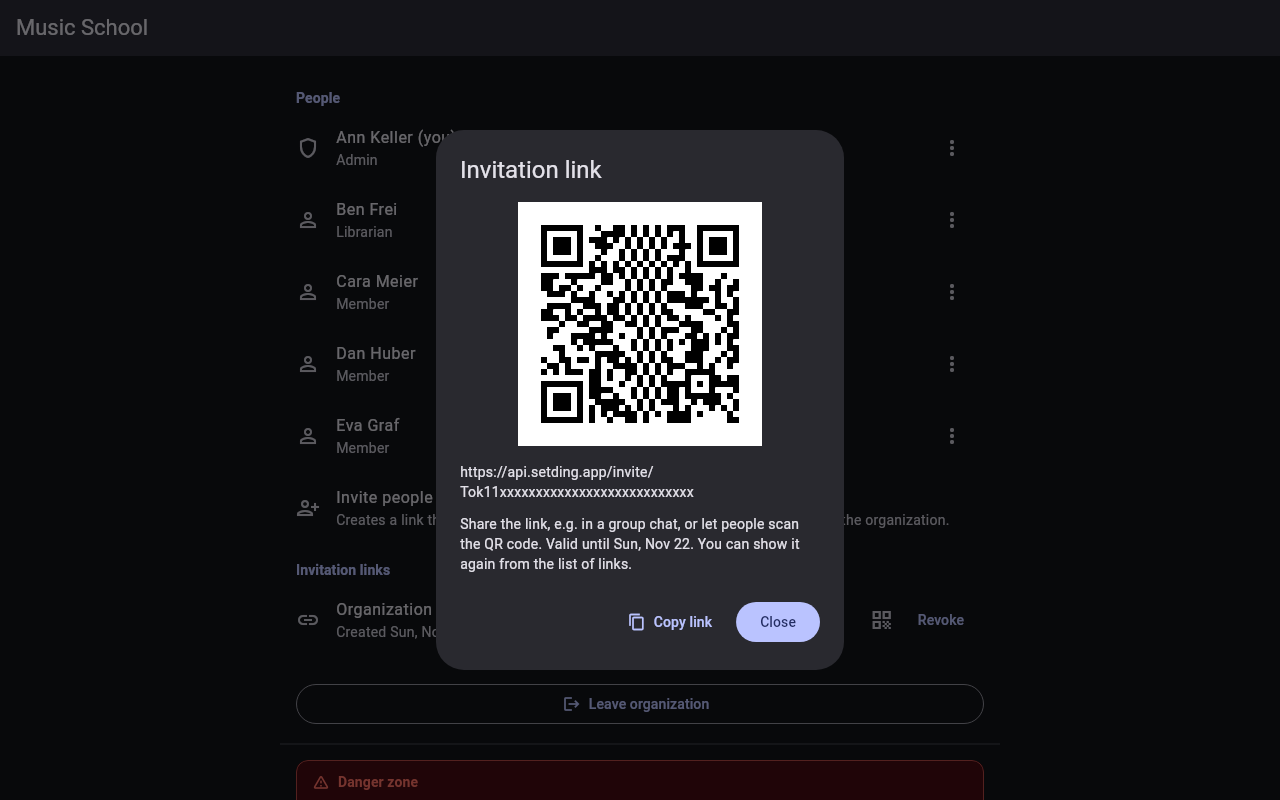 Music School
People
Ann Keller (you)
Admin
Ben Frei
Librarian
Cara Meier
Member
Dan Huber
Member
Eva Graf
Member
Invite people
Creates a link
the organization.
Invitation links
Organization
Created Sun,
Revoke
Leave organization
Danger zone
Invitation link
https://api.setding.app/invite/
Tok11xxxxxxxxxxxxxxxxxxxxxxxxxxx
Share the link, e.g. in a group chat, or let people scan
the QR code. Valid until Sun, Nov 22. You can show it
again from the list of links.
Copy link
Close